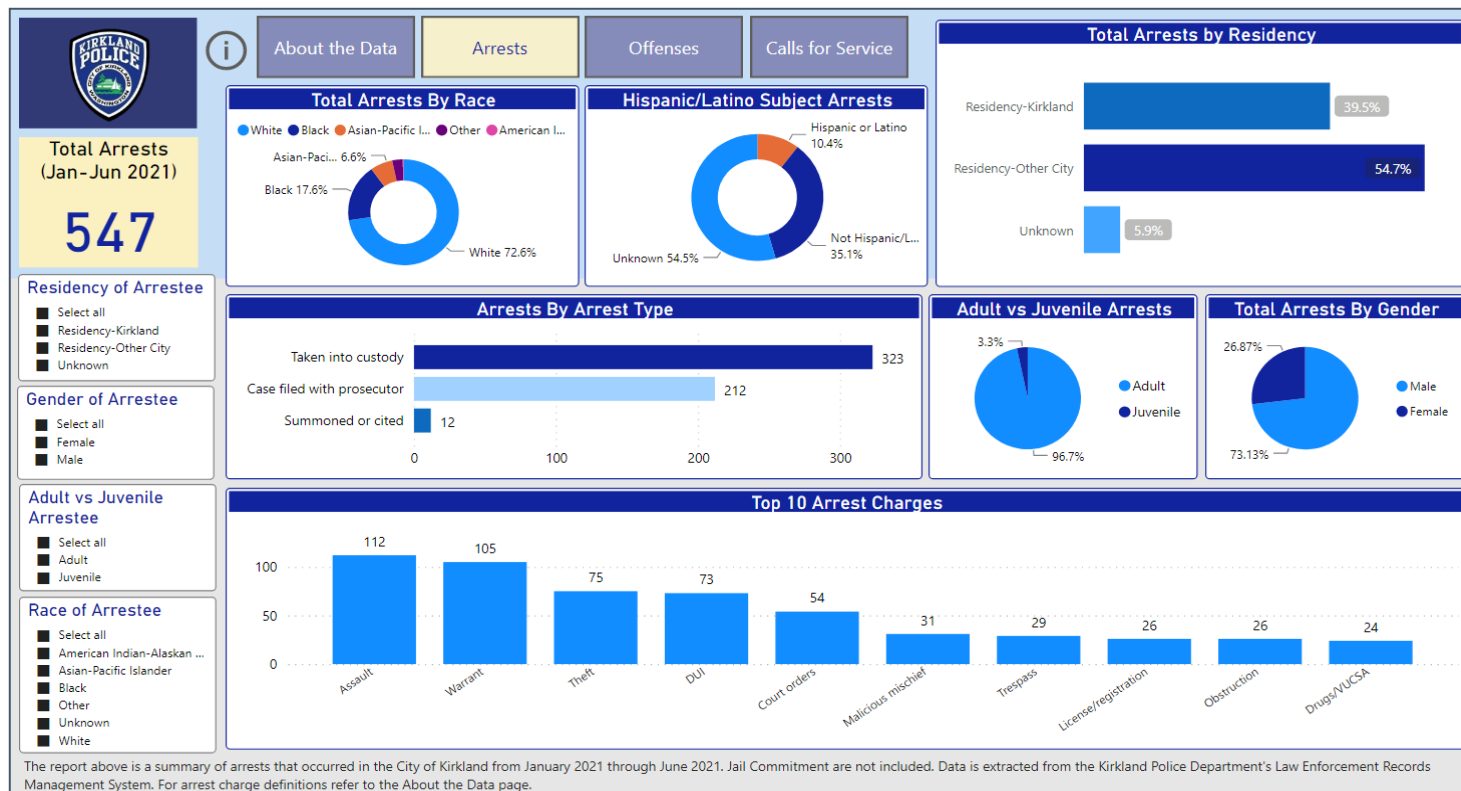 KIRKLAND
POLICE
CITY OF KIRKLAND
WASHINGTON
i
About the Data
Arrests
Offenses
Calls for Service
Total Arrests
(Jan-Jun 2021)
547
Total Arrests By Race
White Black Asian-Pacific I... Other American I...
Asian-Paci... 6.6%
Black 17.6%
White 72.6%
Hispanic/Latino Subject Arrests
Hispanic or Latino
10.4%
Not Hispanic/L...
35.1%
Unknown 54.5%
Total Arrests by Residency
Residency-Kirkland 39.5%
Residency-Other City 54.7%
Unknown 5.9%
Residency of Arrestee
Select all
Residency-Kirkland
Residency-Other City
Unknown
Gender of Arrestee
Select all
Female
Male
Adult vs Juvenile
Arrestee
Select all
Adult
Juvenile
Race of Arrestee
Select all
American Indian-Alaskan ...
Asian-Pacific Islander
Black
Other
Unknown
White
Arrests By Arrest Type
Taken into custody 323
Case filed with prosecutor 212
Summoned or cited 12
0 100 200 300
Adult vs Juvenile Arrests
3.3%
Adult
Juvenile
96.7%
Total Arrests By Gender
26.87%
Male
Female
73.13%
Top 10 Arrest Charges
112 105 75 73 54 31 29 26 26 24
100
50
0
Assault Warrant Theft DUI Court orders Malicious mischief Trespass License/registration Obstruction Drugs/VUCSA
The report above is a summary of arrests that occurred in the City of Kirkland from January 2021 through June 2021. Jail Commitment are not included. Data is extracted from the Kirkland Police Department's Law Enforcement Records
Management System. For arrest charge definitions refer to the About the Data page.